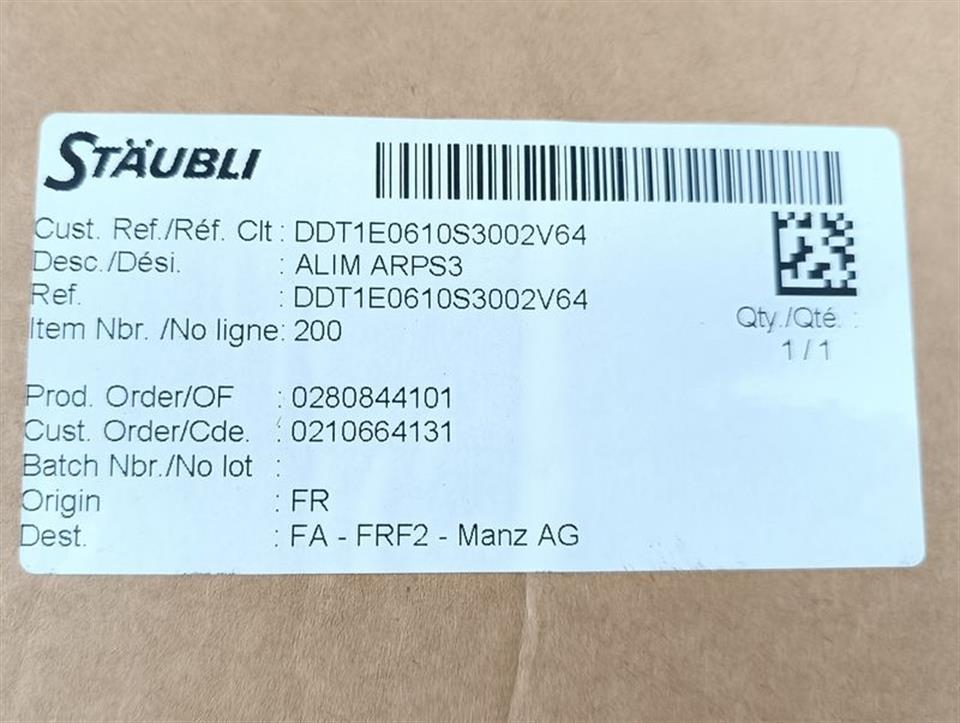 STÄUBLI
Cust. Ref./Réf. Clt : DDT1E0610S3002V64
Desc./Dési. : ALIM ARPS3
Ref. : DDT1E0610S3002V64
Item Nbr. /No ligne : 200
Qty./Qté. :
1 / 1
Prod. Order/OF : 0280844101
Cust. Order/Cde. : 0210664131
Batch Nbr./No lot :
Origin : FR
Dest. : FA - FRF2 - Manz AG